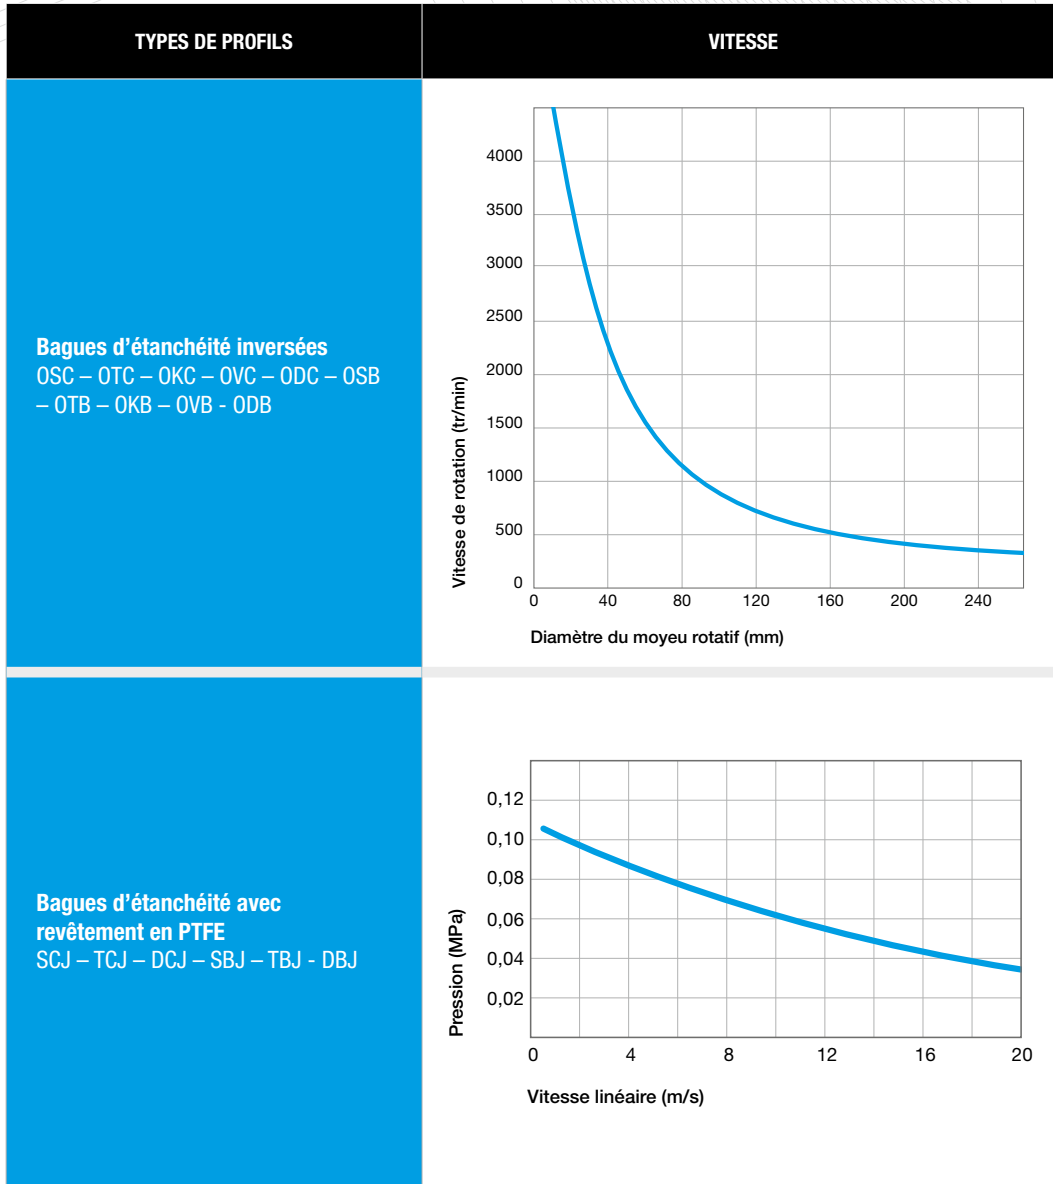 TYPES DE PROFILS
VITESSE
Bagues d’étanchéité inversées
OSC – OTC – OKC – OVC – ODC – OSB
– OTB – OKB – OVB - ODB
Vitesse de rotation (tr/min)
4000
3500
3000
2500
2000
1500
1000
500
0
0 40 80 120 160 200 240
Diamètre du moyeu rotatif (mm)
Bagues d’étanchéité avec
revêtement en PTFE
SCJ – TCJ – DCJ – SBJ – TBJ - DBJ
Pression (MPa)
0,12
0,10
0,08
0,06
0,04
0,02
0 4 8 12 16 20
Vitesse linéaire (m/s)